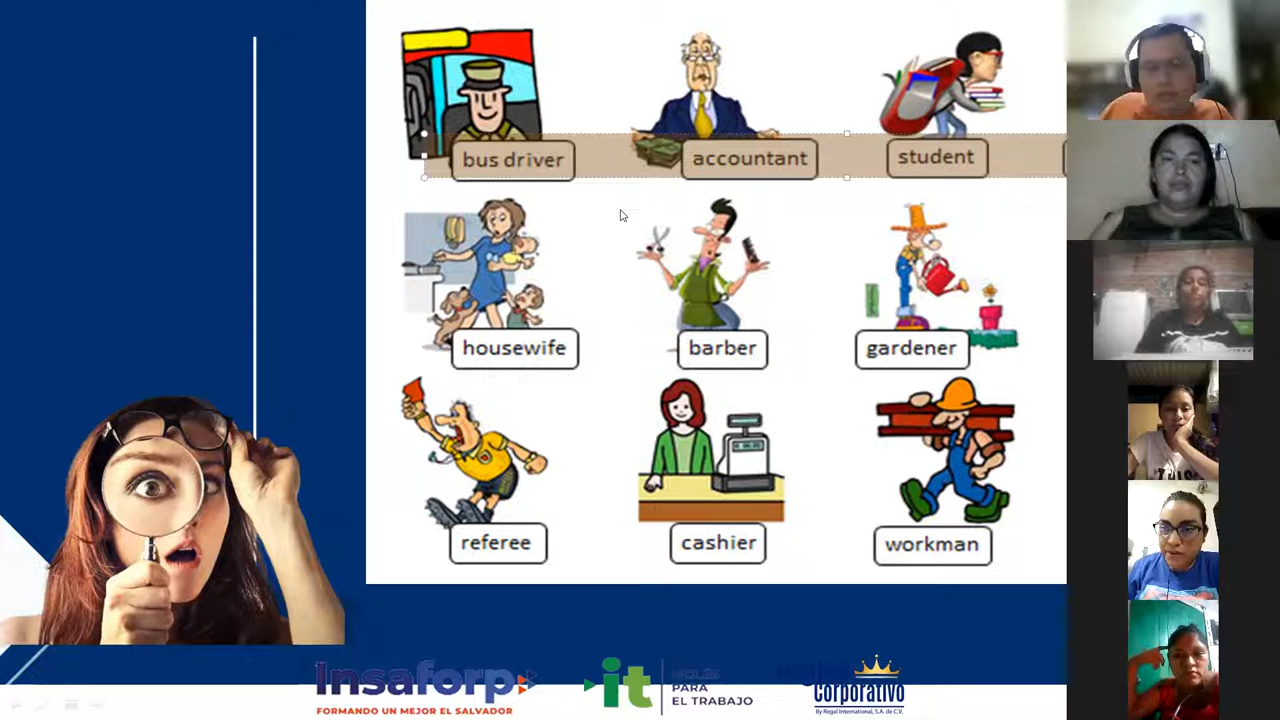 bus driver
accountant
student
housewife
barber
gardener
referee
cashier
workman
Insaforp
FORMANDO UN MEJOR EL SALVADOR
it
PARA
EL TRABAJO
Corporativo
By Regal International, S.A. de C.V.